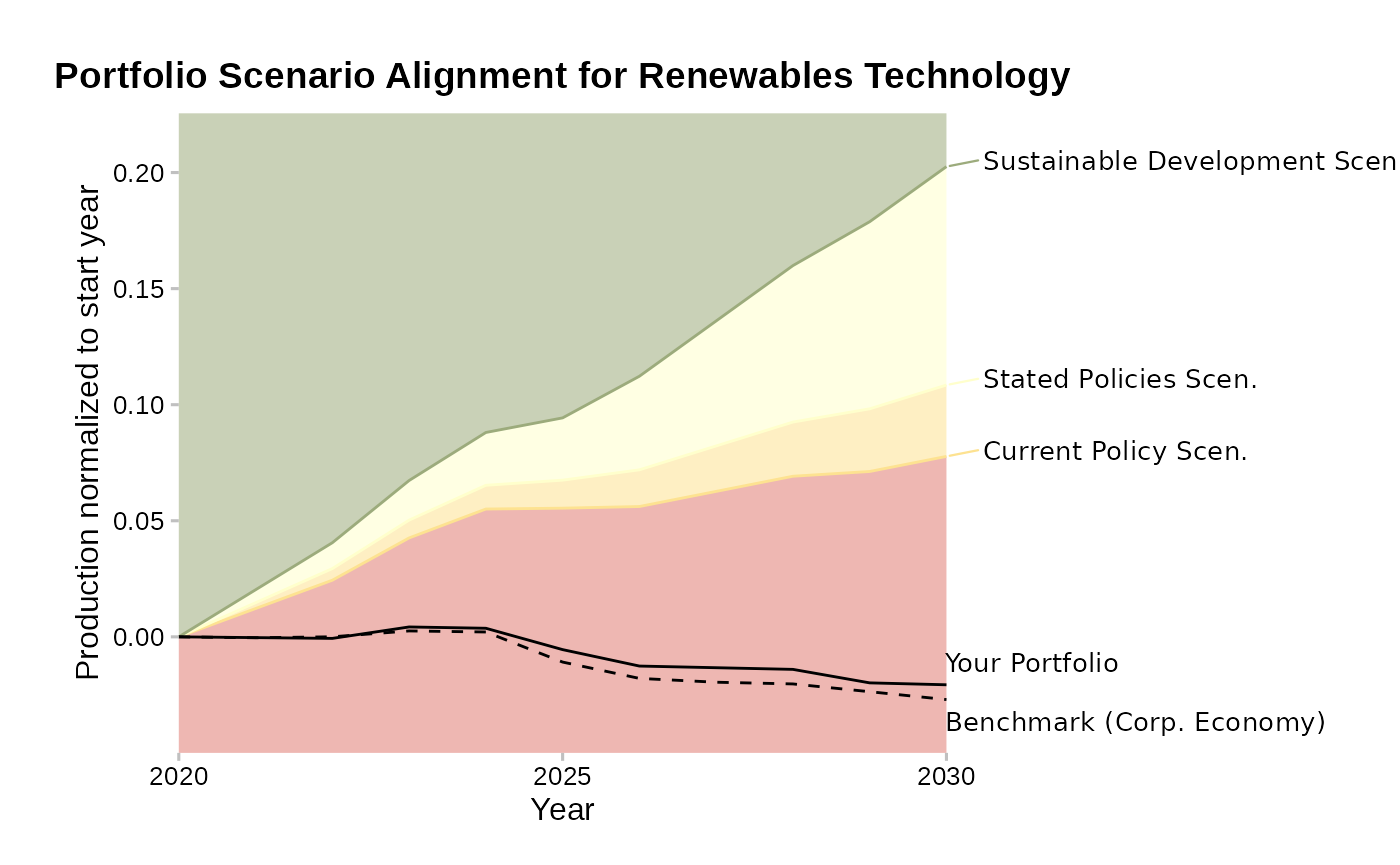 Portfolio Scenario Alignment for Renewables Technology
Production normalized to start year
0.20
0.15
0.10
0.05
0.00
Sustainable Development Scen
Stated Policies Scen.
Current Policy Scen.
Your Portfolio
Benchmark (Corp. Economy)
2020
2025
2030
Year